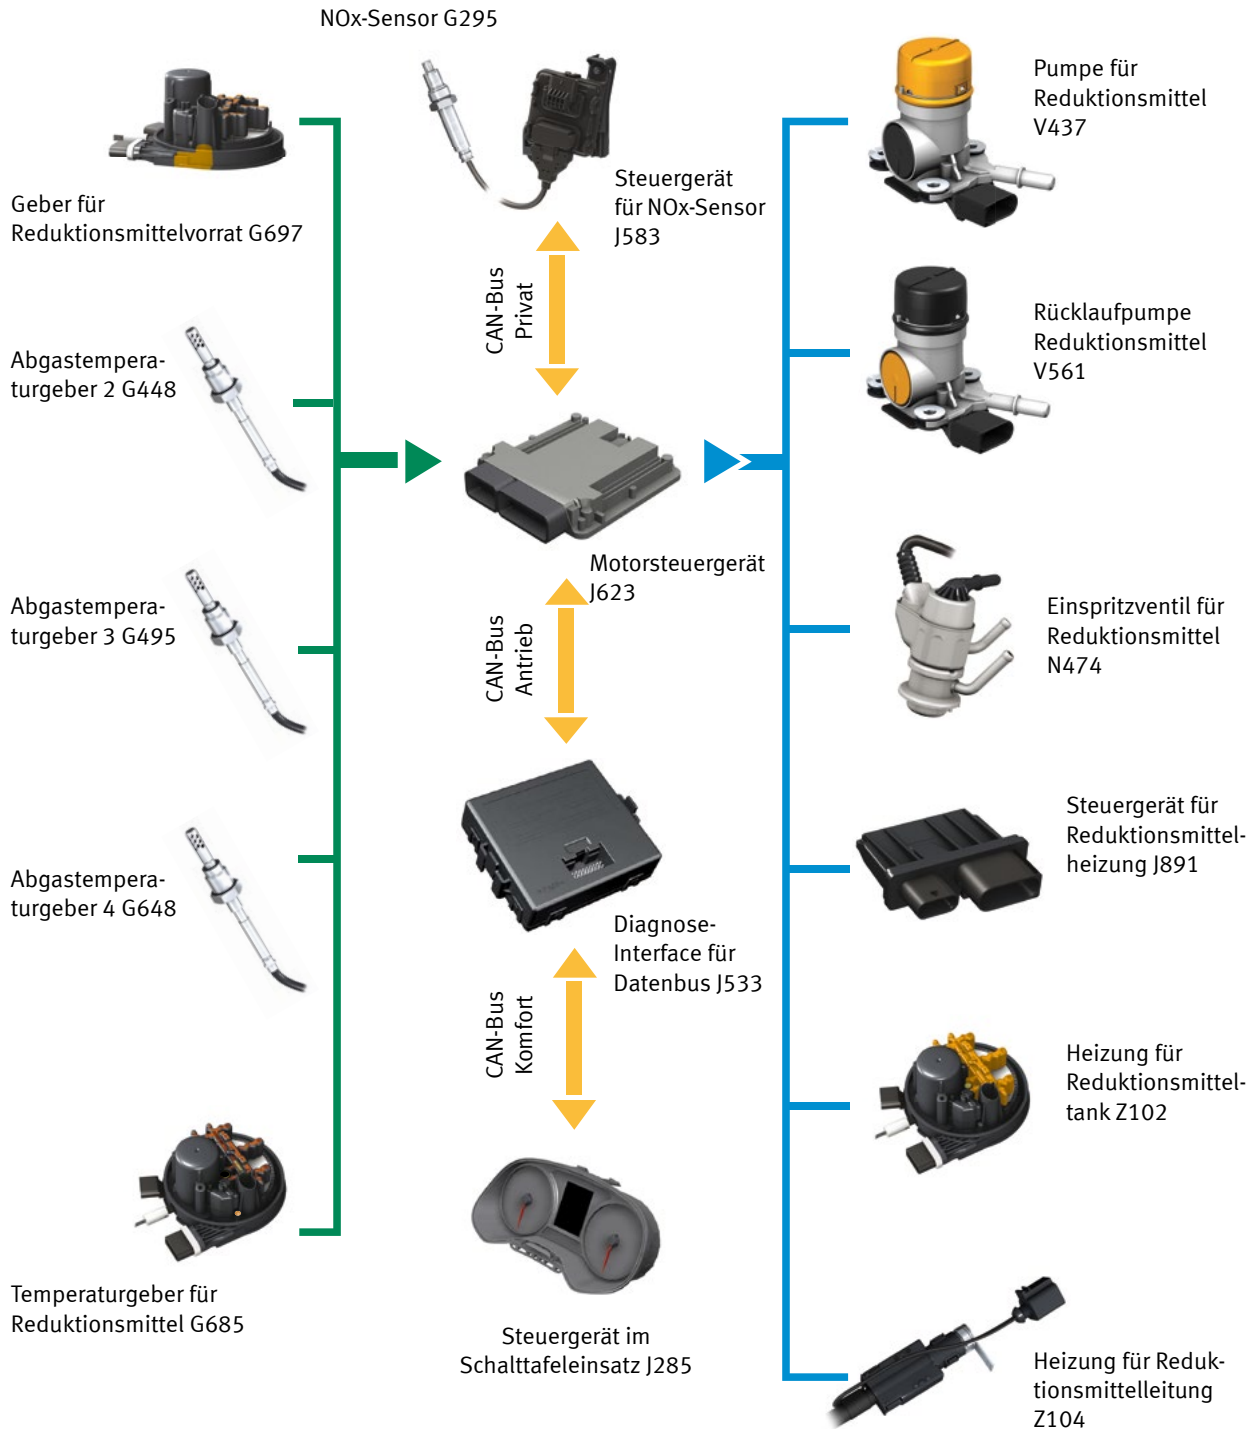 NOx-Sensor G295
Geber für
Reduktionsmittelvorrat G697
Abgastempera-
turgeber 2 G448
Abgastempera-
turgeber 3 G495
Abgastempera-
turgeber 4 G648
Temperaturgeber für
Reduktionsmittel G685
Steuergerät
für NOx-Sensor
J583
CAN-Bus
Privat
Motorsteuergerät
J623
CAN-Bus
Antrieb
Diagnose-
Interface für
Datenbus J533
CAN-Bus
Komfort
Steuergerät im
Schalttafeleinsatz J285
Pumpe für
Reduktionsmittel
V437
Rücklaufpumpe
Reduktionsmittel
V561
Einspritzventil für
Reduktionsmittel
N474
Steuergerät für
Reduktionsmittel-
heizung J891
Heizung für
Reduktionsmittel-
tank Z102
Heizung für Reduk-
tionsmittelleitung
Z104